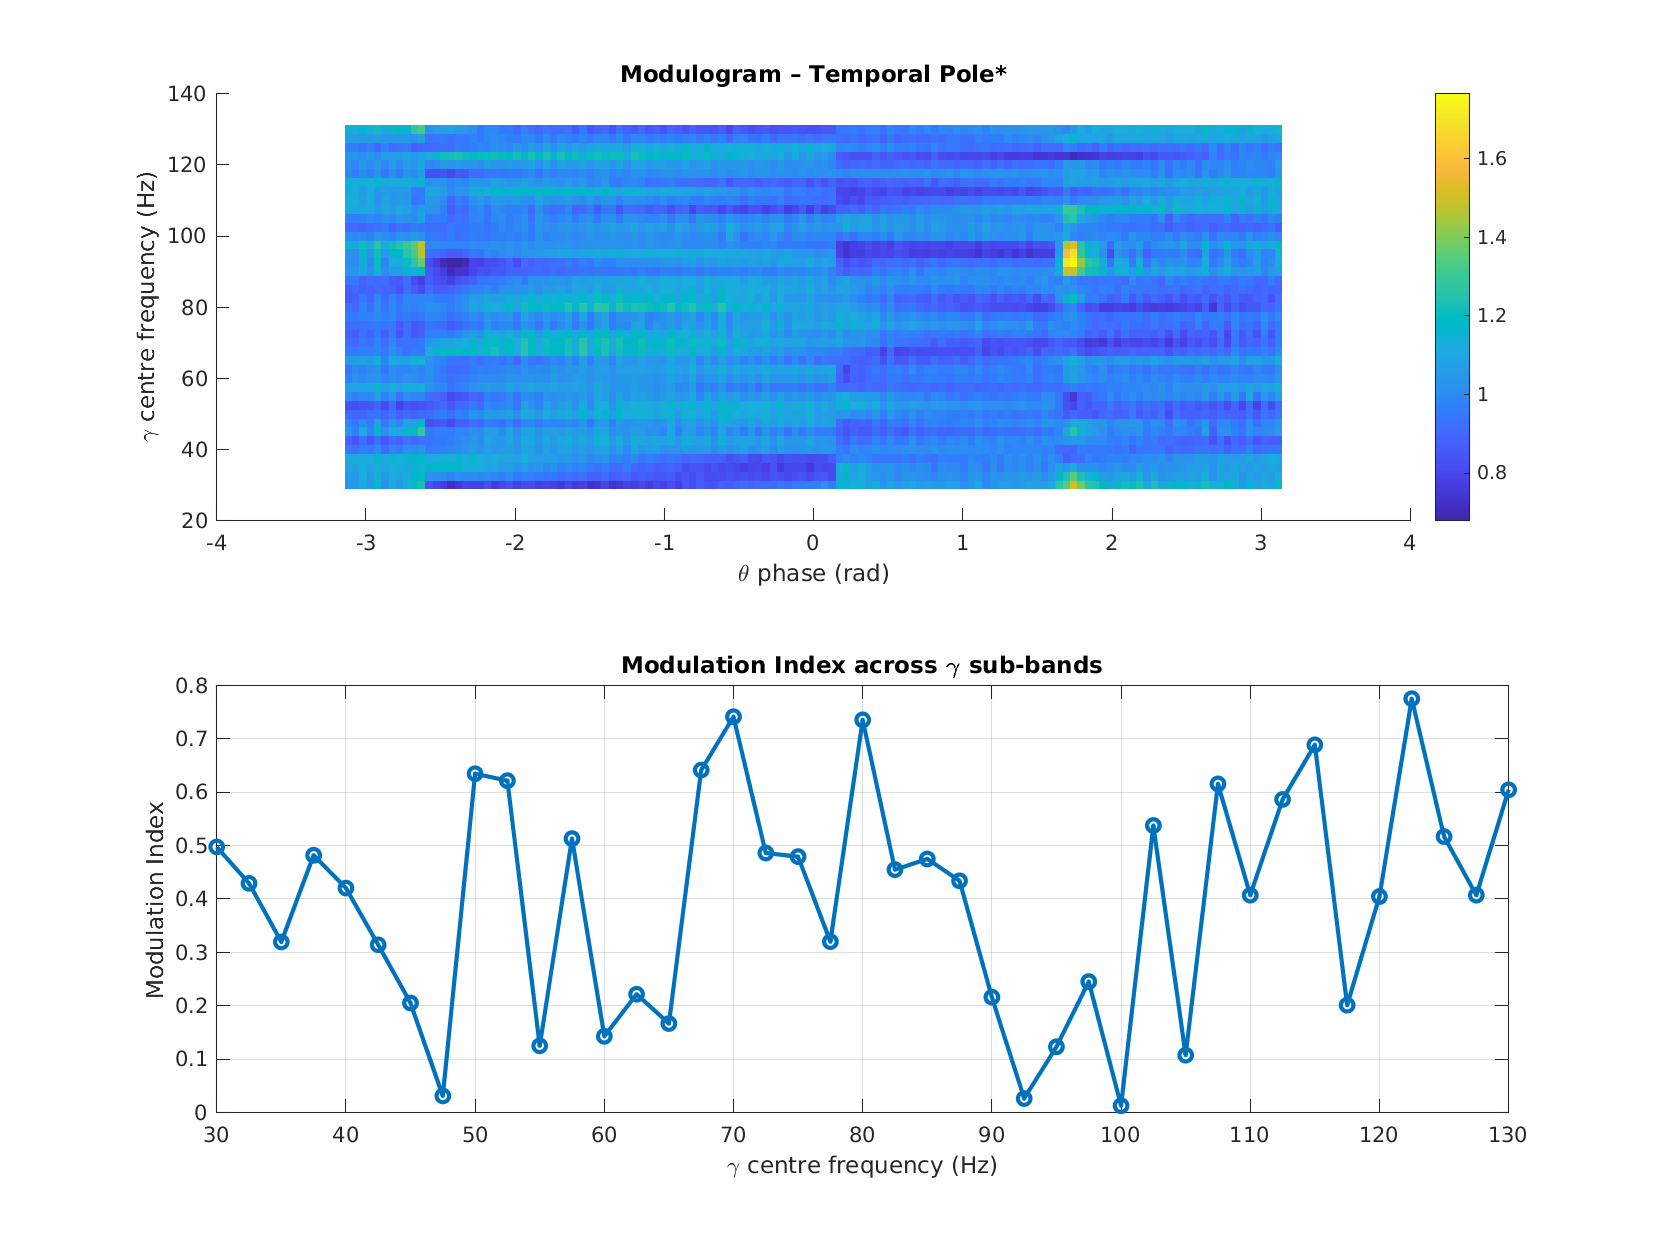 Modulogram – Temporal Pole*
γ centre frequency (Hz)
140
120
100
80
60
40
20
-4 -3 -2 -1 0 1 2 3 4
θ phase (rad)
1.6
1.4
1.2
1
0.8
Modulation Index across γ sub-bands
Modulation Index
0.8
0.7
0.6
0.5
0.4
0.3
0.2
0.1
0
30 40 50 60 70 80 90 100 110 120 130
γ centre frequency (Hz)